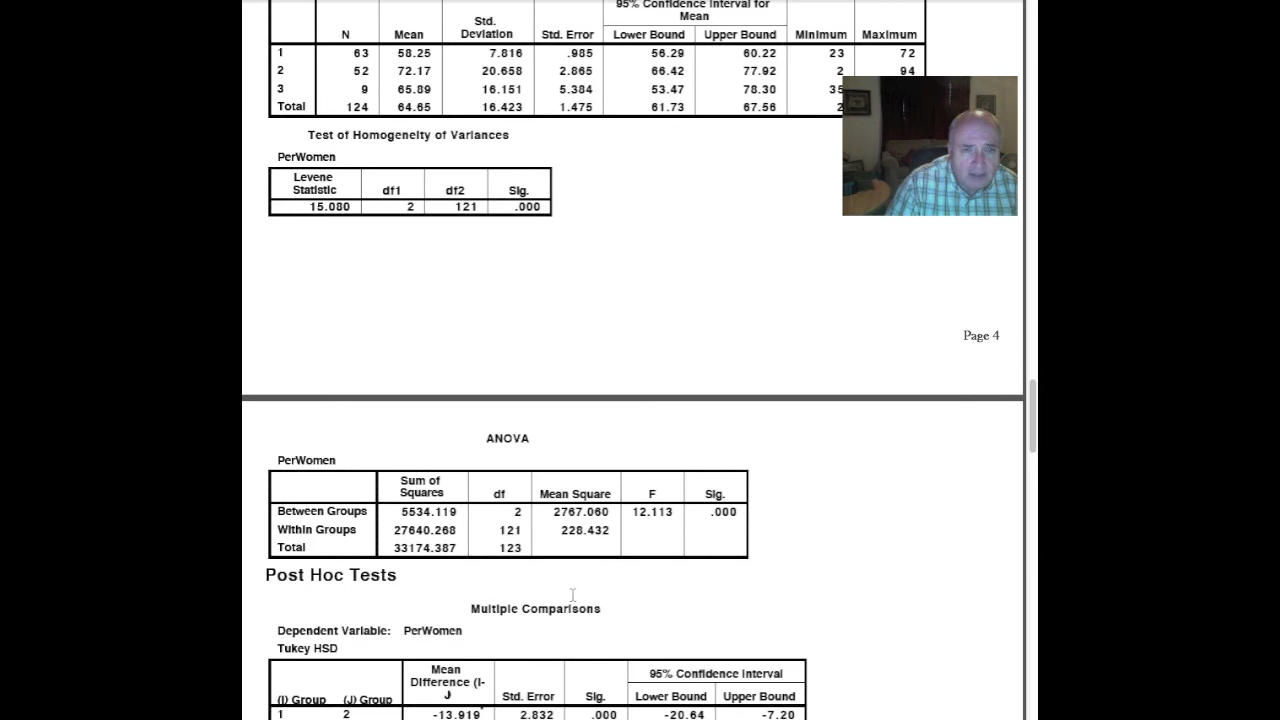 95% Confidence Interval for Mean
N Mean Std. Deviation Std. Error Lower Bound Upper Bound Minimum Maximum
1 63 58.25 7.816 .985 56.29 60.22 23 72
2 52 72.17 20.658 2.865 66.42 77.92 2 94
3 9 65.89 16.151 5.384 53.47 78.30 35
Total 124 64.65 16.423 1.475 61.73 67.56 2
Test of Homogeneity of Variances
PerWomen
Levene Statistic df1 df2 Sig.
15.080 2 121 .000
Page 4
ANOVA
PerWomen
Sum of Squares df Mean Square F Sig.
Between Groups 5534.119 2 2767.060 12.113 .000
Within Groups 27640.268 121 228.432
Total 33174.387 123
Post Hoc Tests
Multiple Comparisons
Dependent Variable: PerWomen
Tukey HSD
(I) Group (J) Group Mean Difference (I-J Std. Error Sig. 95% Confidence Interval
Lower Bound Upper Bound
1 2 -13.919* 2.832 .000 -20.64 -7.20